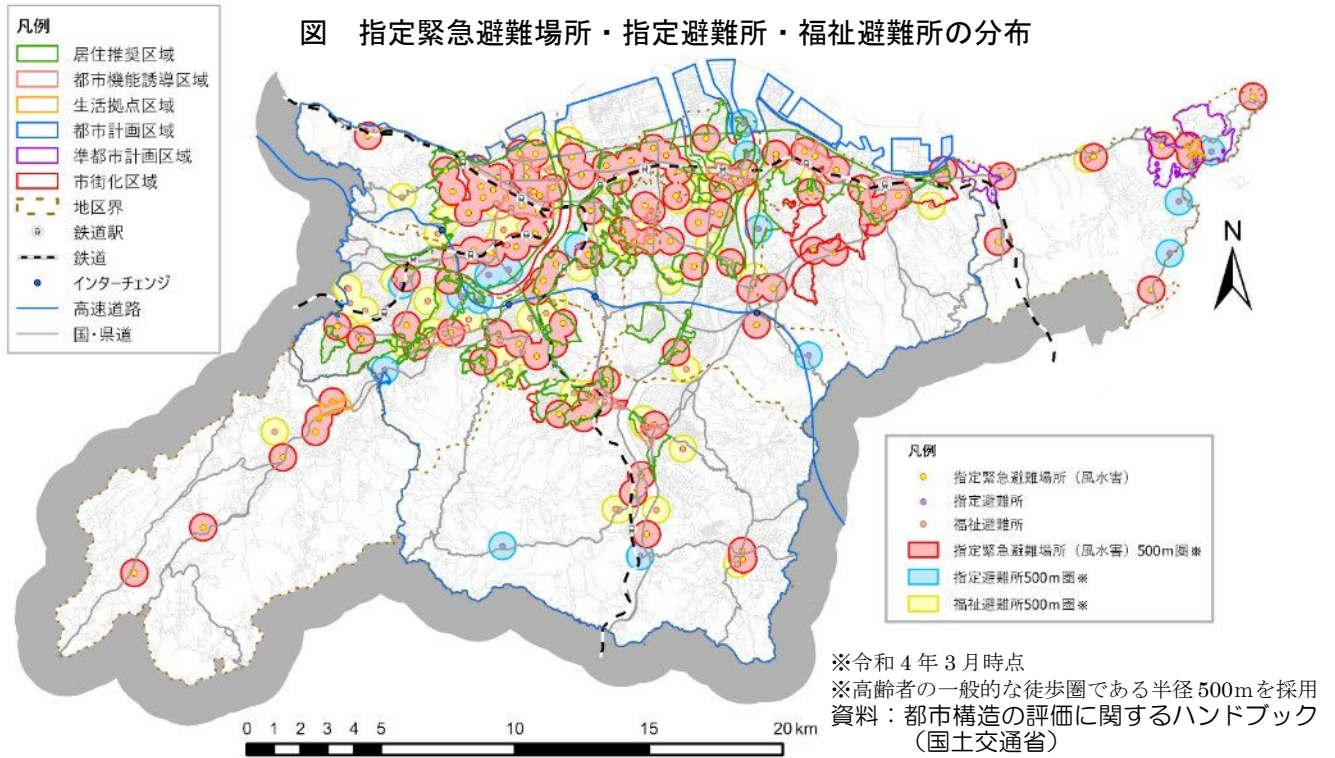 図 指定緊急避難場所・指定避難所・福祉避難所の分布
凡例
居住推奨区域
都市機能誘導区域
生活拠点区域
都市計画区域
準都市計画区域
市街化区域
地区界
鉄道駅
鉄道
インターチェンジ
高速道路
国・県道
N
凡例
指定緊急避難場所（風水害）
指定避難所
福祉避難所
指定緊急避難場所（風水害）500m圏※
指定避難所500m圏※
福祉避難所500m圏※
※令和4年3月時点
※高齢者の一般的な徒歩圏である半径500mを採用
資料：都市構造の評価に関するハンドブック
（国土交通省）
0 1 2 3 4 5 10 15 20 km